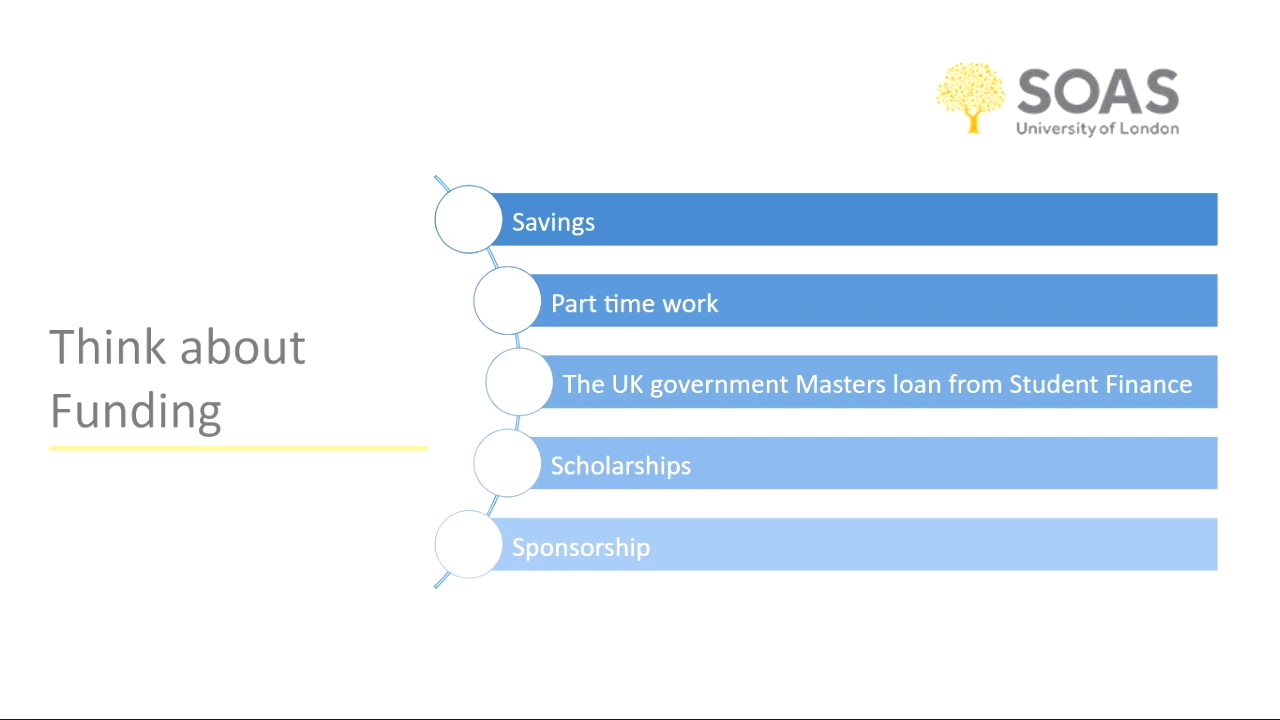 SOAS
University of London
Think about
Funding
Savings
Part time work
The UK government Masters loan from Student Finance
Scholarships
Sponsorship